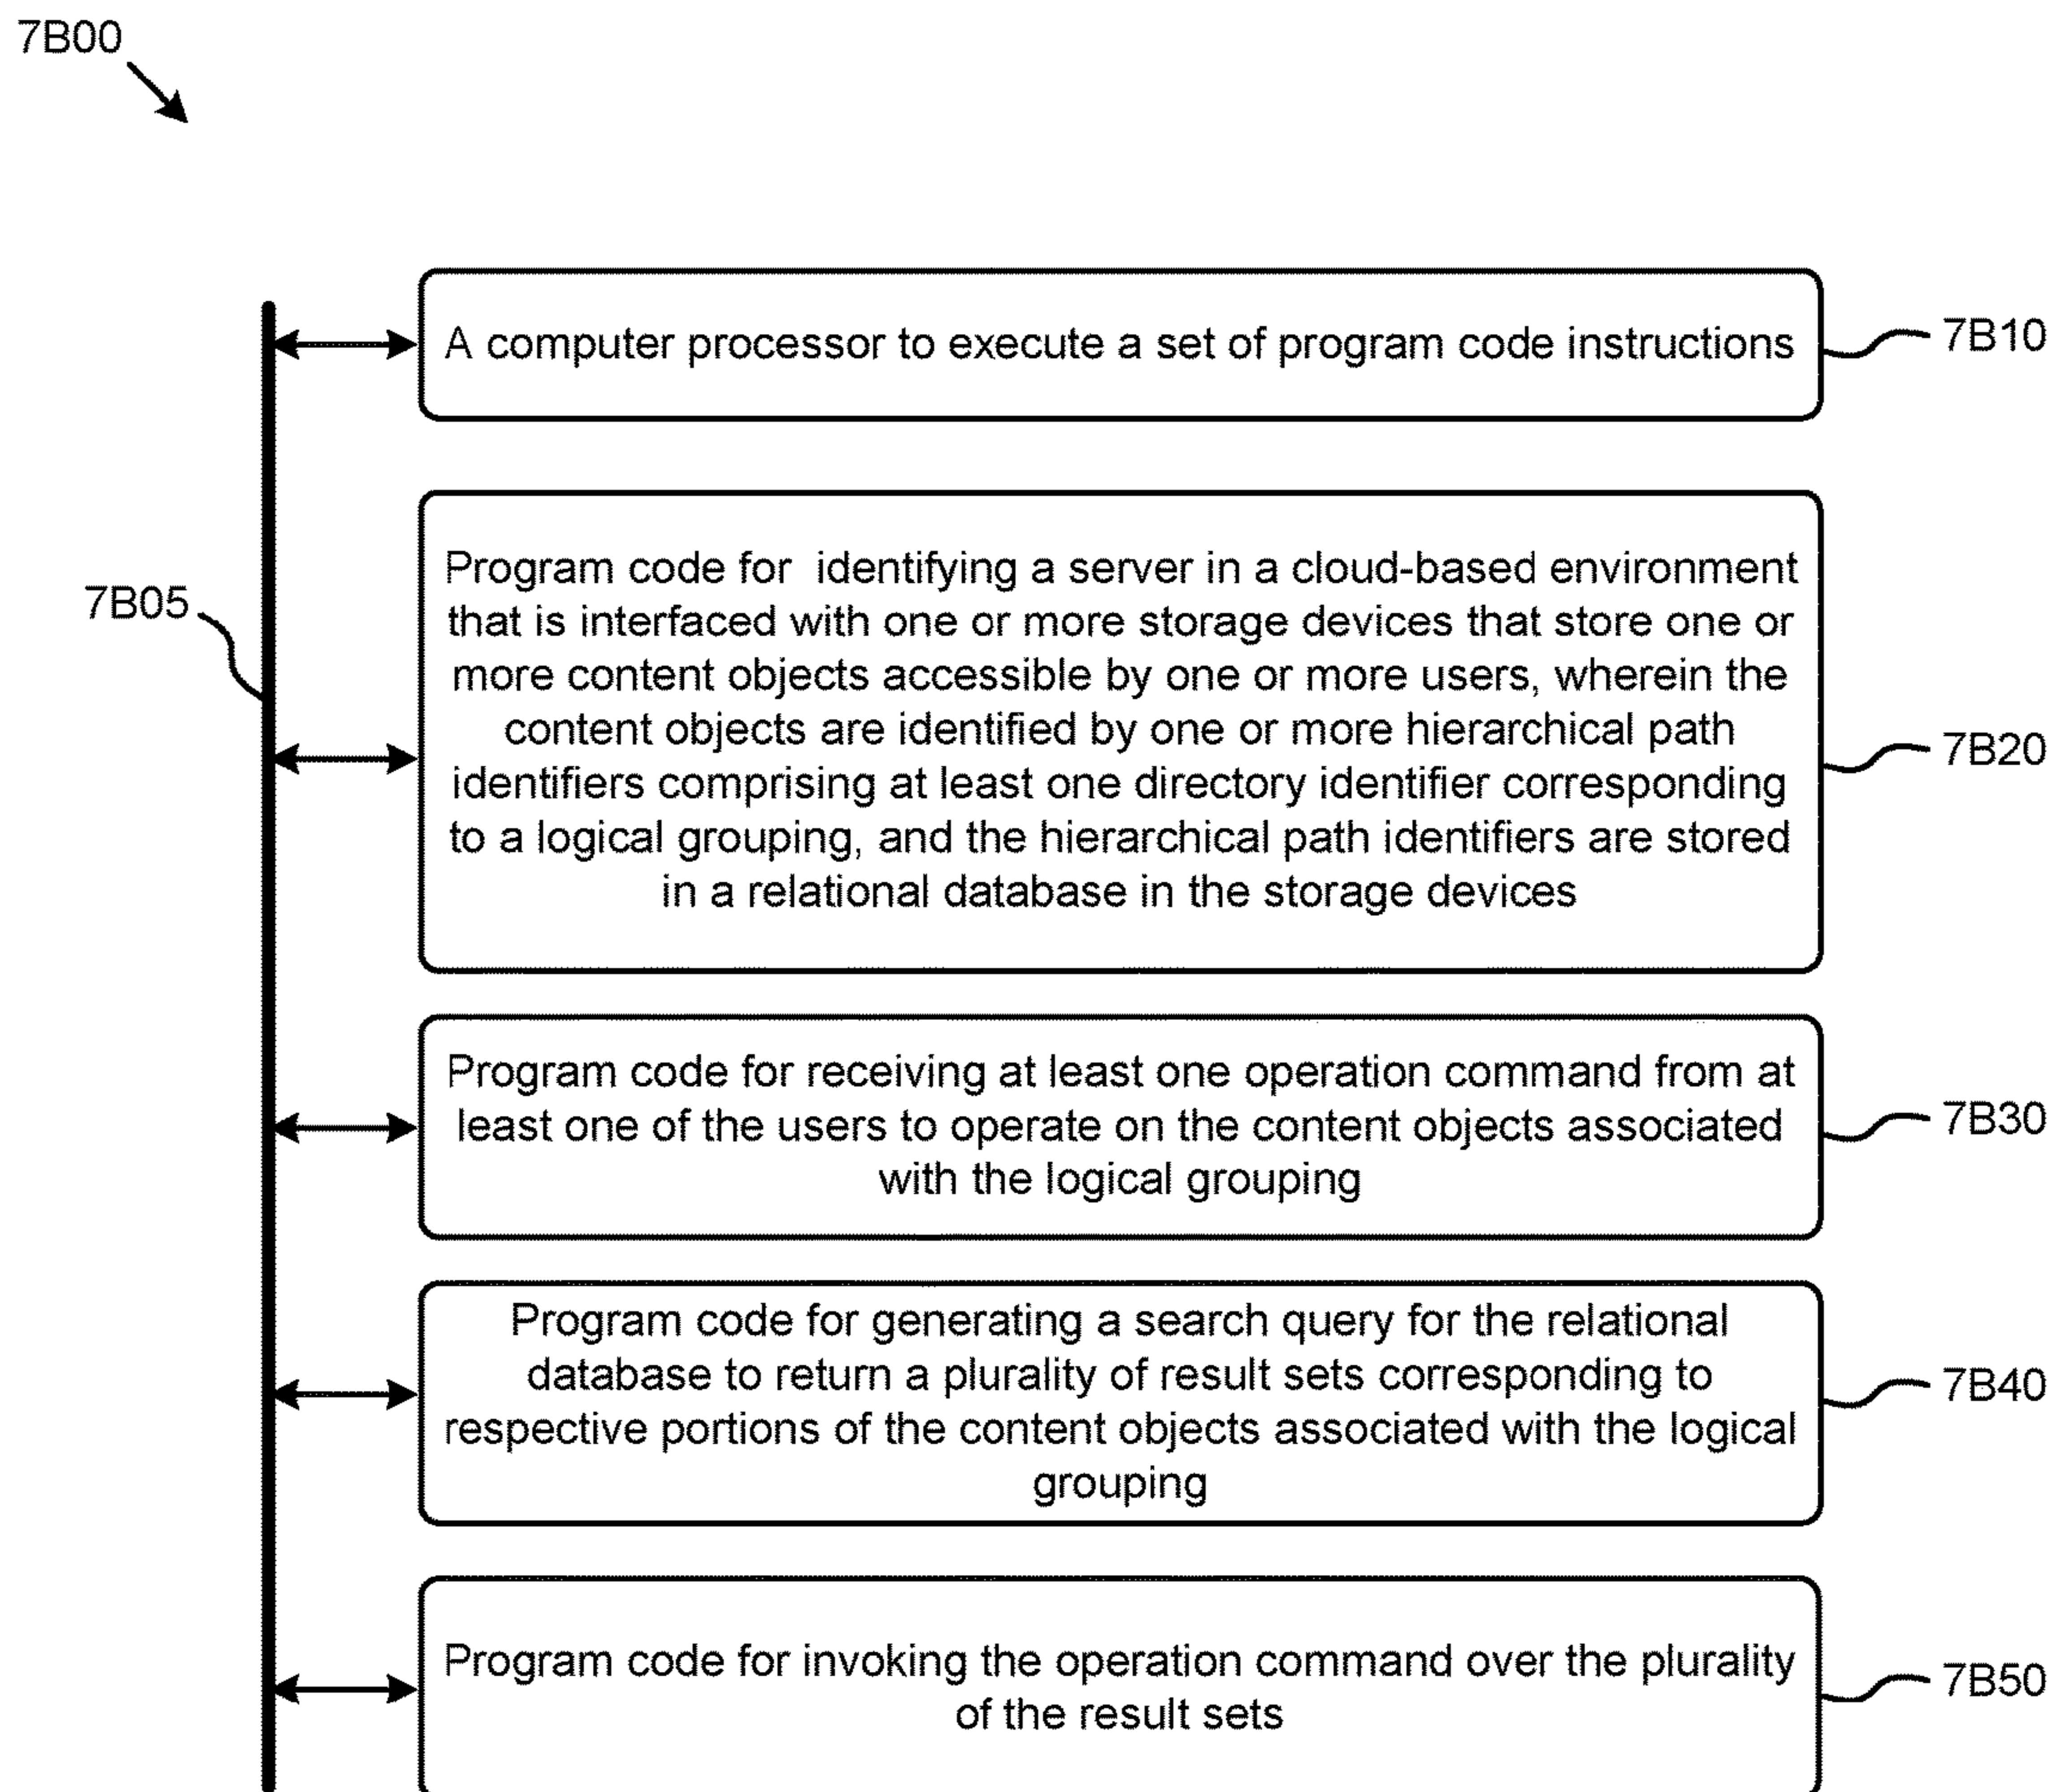 7B00
A computer processor to execute a set of program code instructions
7B10
Program code for identifying a server in a cloud-based environment
that is interfaced with one or more storage devices that store one or
more content objects accessible by one or more users, wherein the
content objects are identified by one or more hierarchical path
identifiers comprising at least one directory identifier corresponding
to a logical grouping, and the hierarchical path identifiers are stored
in a relational database in the storage devices
7B05
7B20
Program code for receiving at least one operation command from at
least one of the users to operate on the content objects associated
with the logical grouping
7B30
Program code for generating a search query for the relational
database to return a plurality of result sets corresponding to
respective portions of the content objects associated with the logical
grouping
7B40
Program code for invoking the operation command over the plurality
of the result sets
7B50